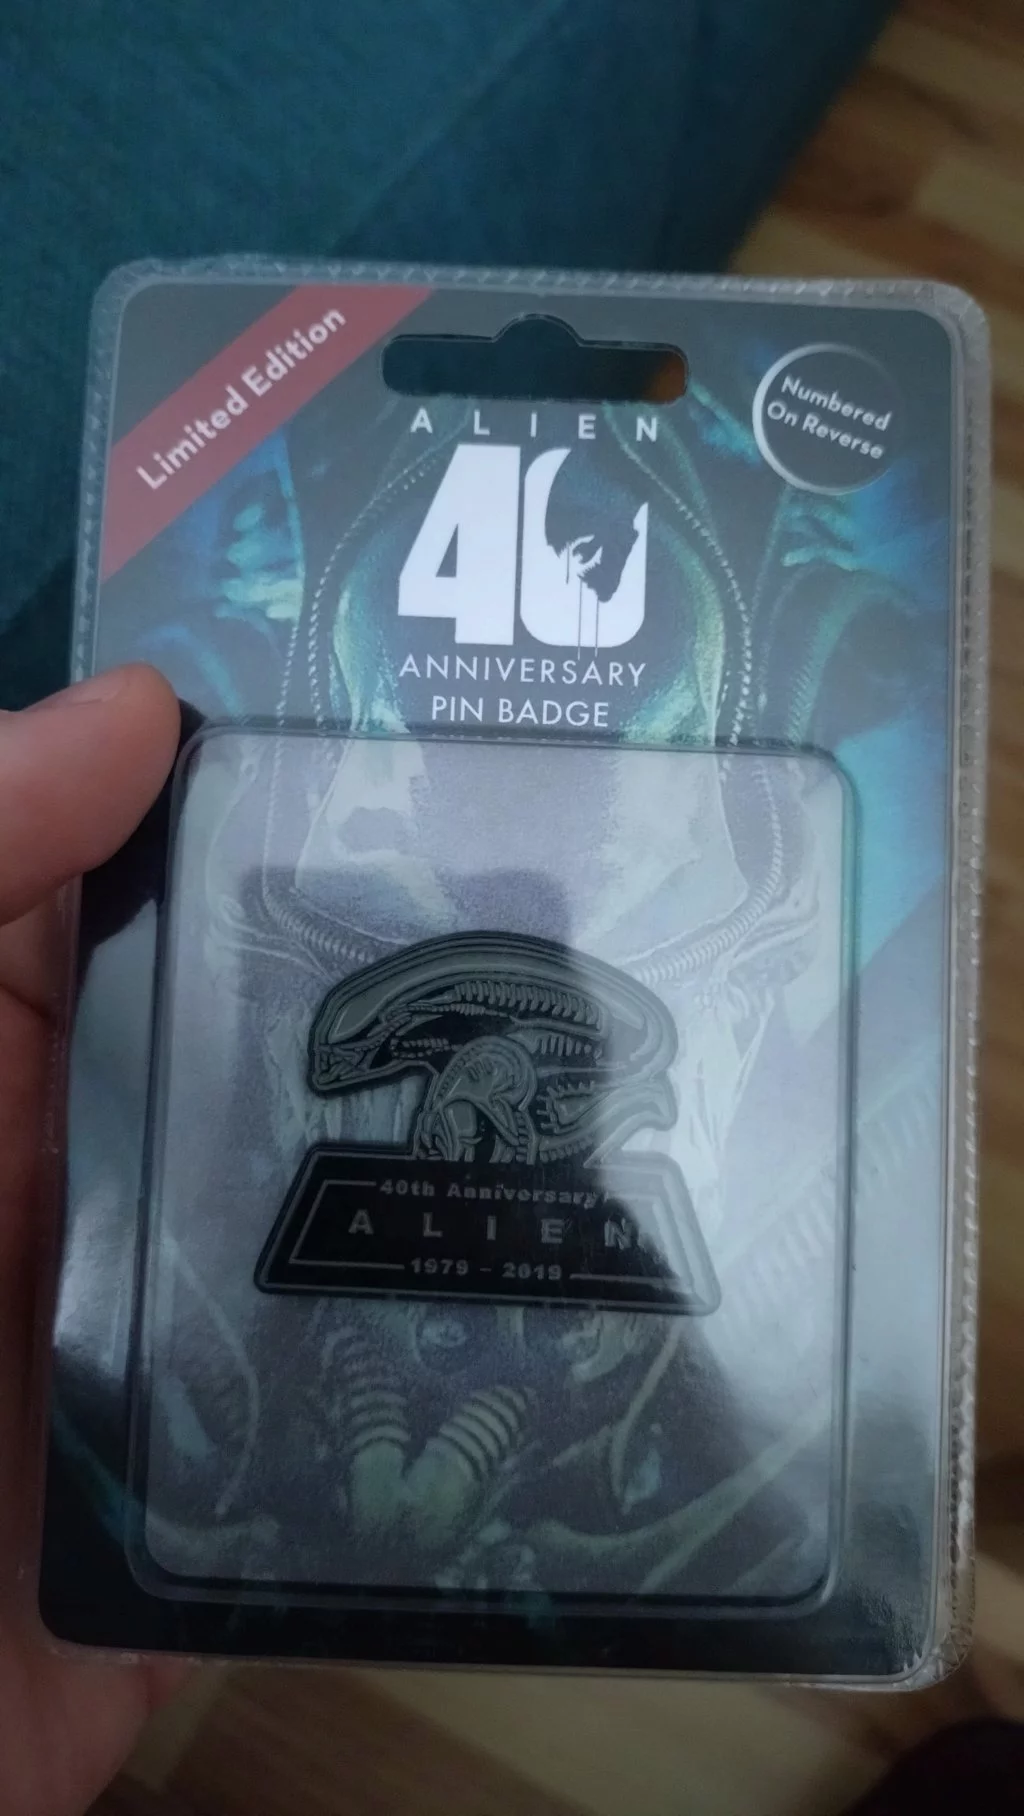 Limited Edition
Numbered
On Reverse
ALIEN
40
ANNIVERSARY
PIN BADGE
40th Anniversary
ALIEN
1979 - 2019